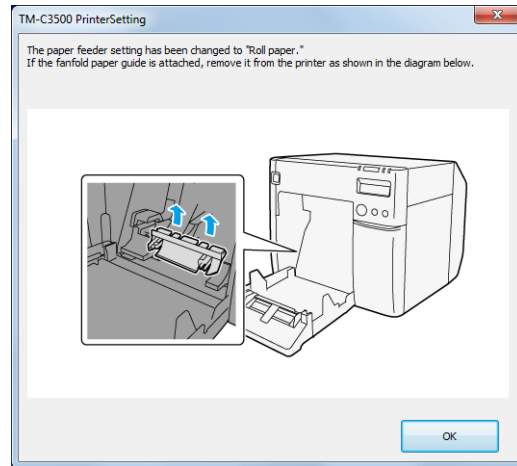 TM-C3500 PrinterSetting
The paper feeder setting has been changed to "Roll paper."
If the fanfold paper guide is attached, remove it from the printer as shown in the diagram below.
OK